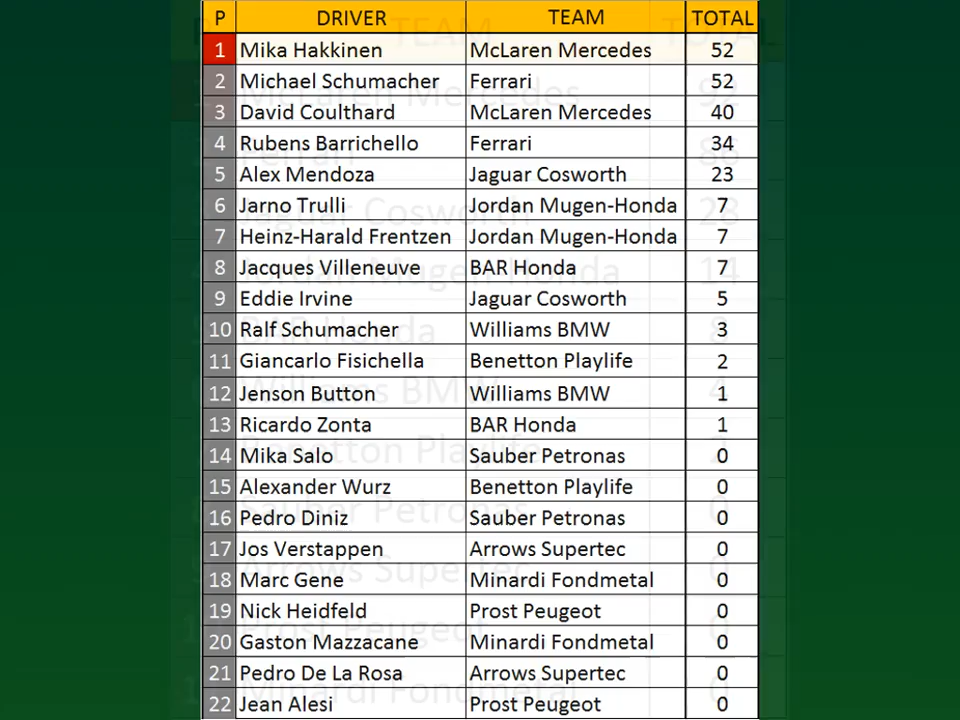 P DRIVER TEAM TOTAL
1 Mika Hakkinen McLaren Mercedes 52
2 Michael Schumacher Ferrari 52
3 David Coulthard McLaren Mercedes 40
4 Rubens Barrichello Ferrari 34
5 Alex Mendoza Jaguar Cosworth 23
6 Jarno Trulli Jordan Mugen-Honda 7
7 Heinz-Harald Frentzen Jordan Mugen-Honda 7
8 Jacques Villeneuve BAR Honda 7
9 Eddie Irvine Jaguar Cosworth 5
10 Ralf Schumacher Williams BMW 3
11 Giancarlo Fisichella Benetton Playlife 2
12 Jenson Button Williams BMW 1
13 Ricardo Zonta BAR Honda 1
14 Mika Salo Sauber Petronas 0
15 Alexander Wurz Benetton Playlife 0
16 Pedro Diniz Sauber Petronas 0
17 Jos Verstappen Arrows Supertec 0
18 Marc Gene Minardi Fondmetal 0
19 Nick Heidfeld Prost Peugeot 0
20 Gaston Mazzacane Minardi Fondmetal 0
21 Pedro De La Rosa Arrows Supertec 0
22 Jean Alesi Prost Peugeot 0